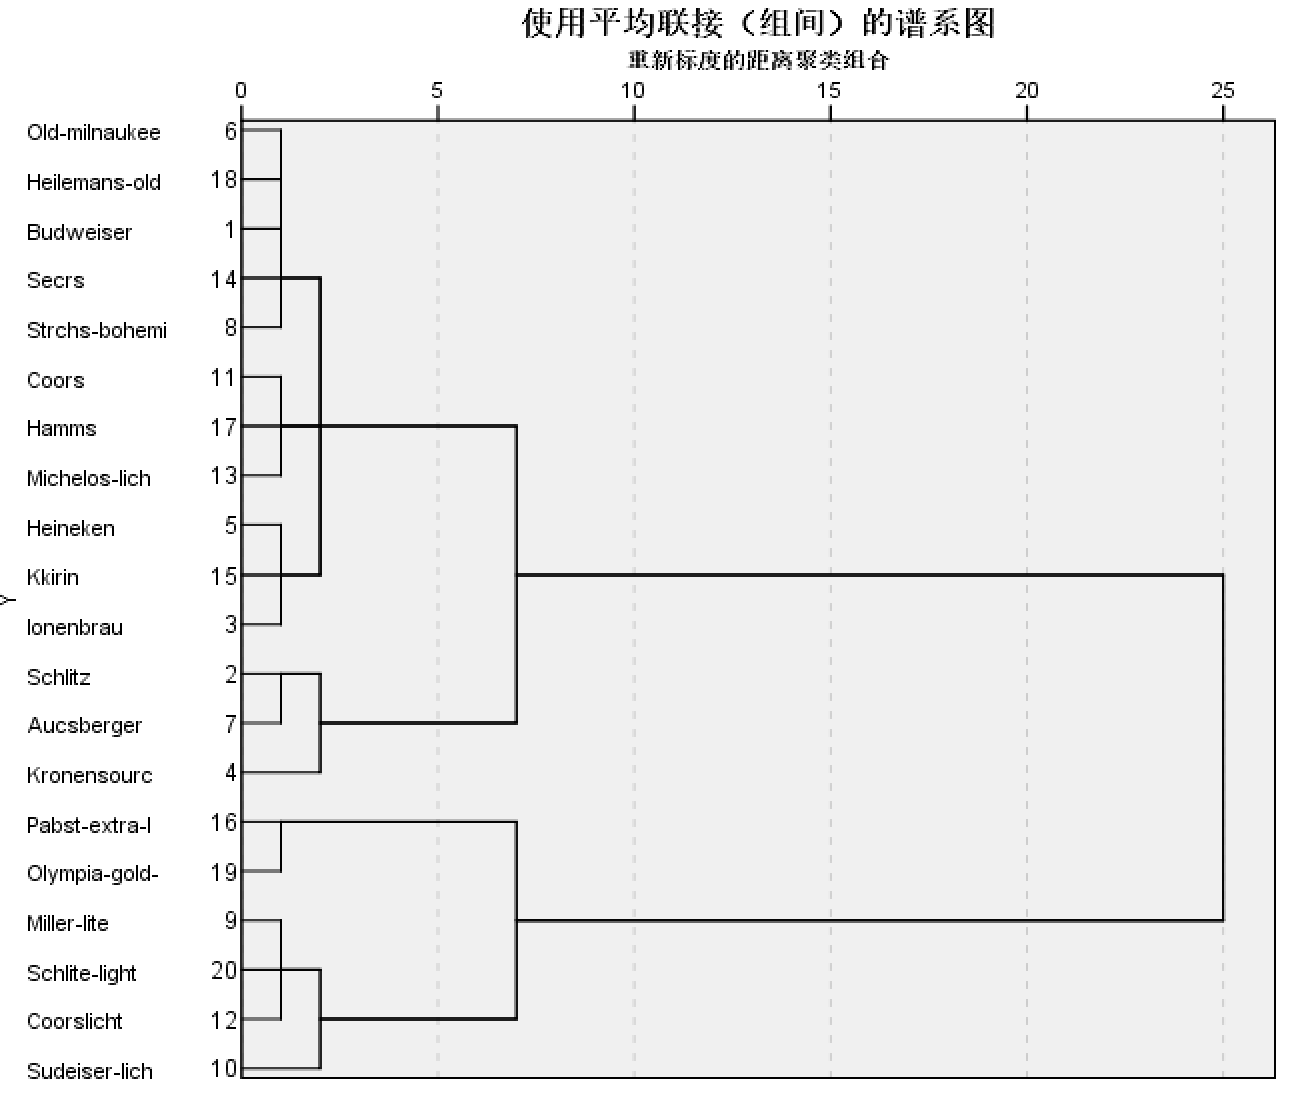 使用平均联接（组间）的谱系图
重新标度的距离聚类组合
0 5 10 15 20 25
Old-milnaukee 6
Heilemans-old 18
Budweiser 1
Secrs 14
Strchs-bohemi 8
Coors 11
Hamms 17
Michelos-lich 13
Heineken 5
Kkirin 15
Y
Ionenbrau 3
Schlitz 2
Aucsberger 7
Kronensourc 4
Pabst-extra-l 16
Olympia-gold- 19
Miller-lite 9
Schlite-light 20
Coorslicht 12
Sudeiser-lich 10